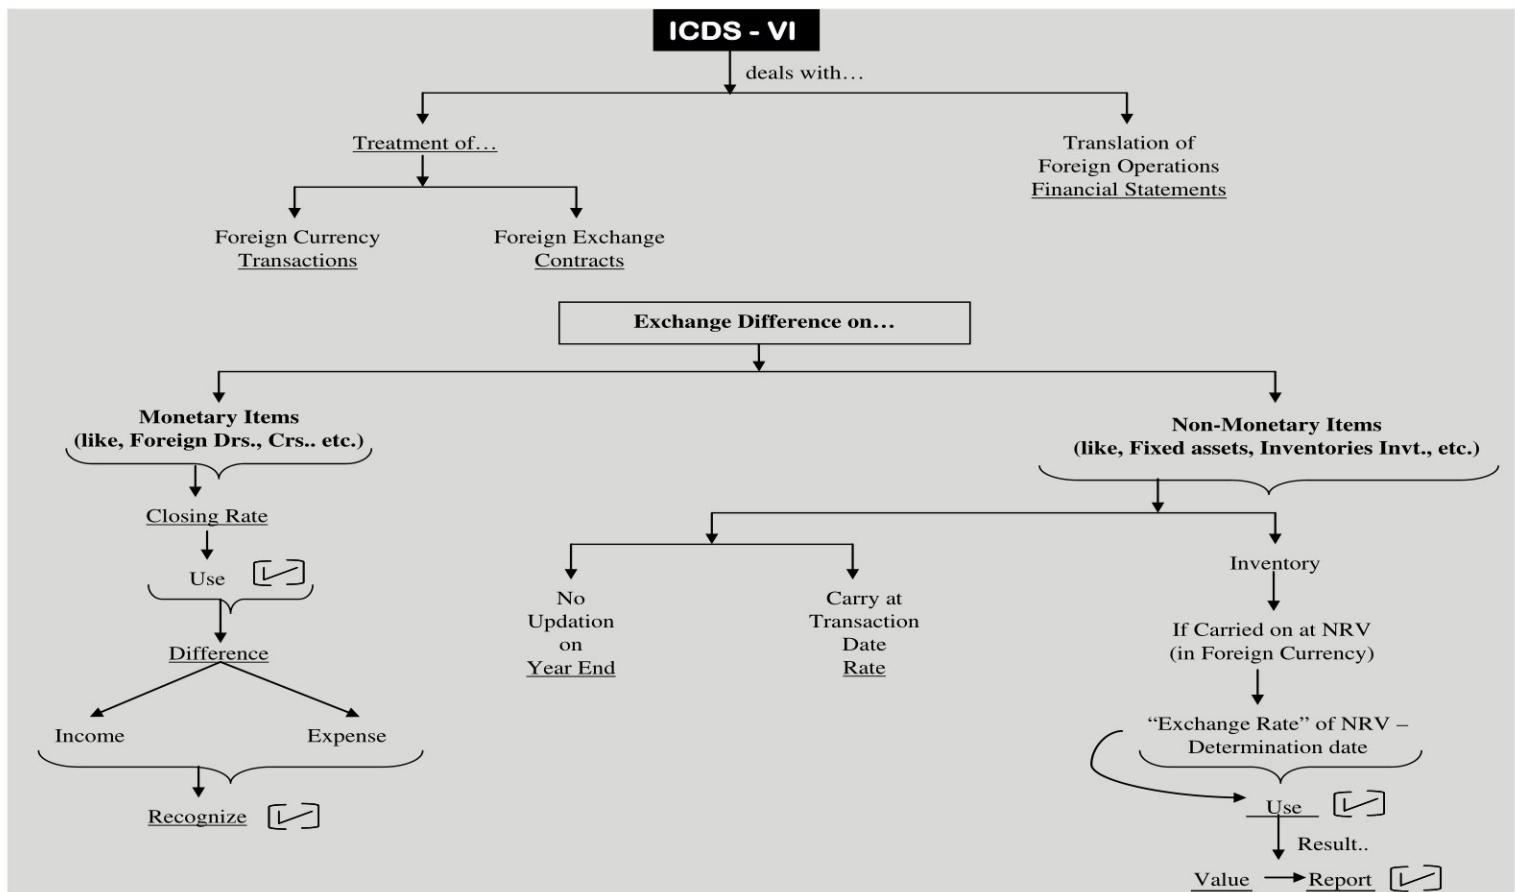 ICDS - VI
deals with…
Treatment of…
Translation of
Foreign Operations
Financial Statements
Foreign Currency
Transactions
Foreign Exchange
Contracts
Exchange Difference on…
Monetary Items
(like, Foreign Drs., Crs.. etc.)
Non-Monetary Items
(like, Fixed assets, Inventories Invt., etc.)
Closing Rate
Use
Difference
Income
Expense
Recognize
No
Updation
on
Year End
Carry at
Transaction
Date
Rate
Inventory
If Carried on at NRV
(in Foreign Currency)
“Exchange Rate” of NRV –
Determination date
Use
Result..
Value
Report